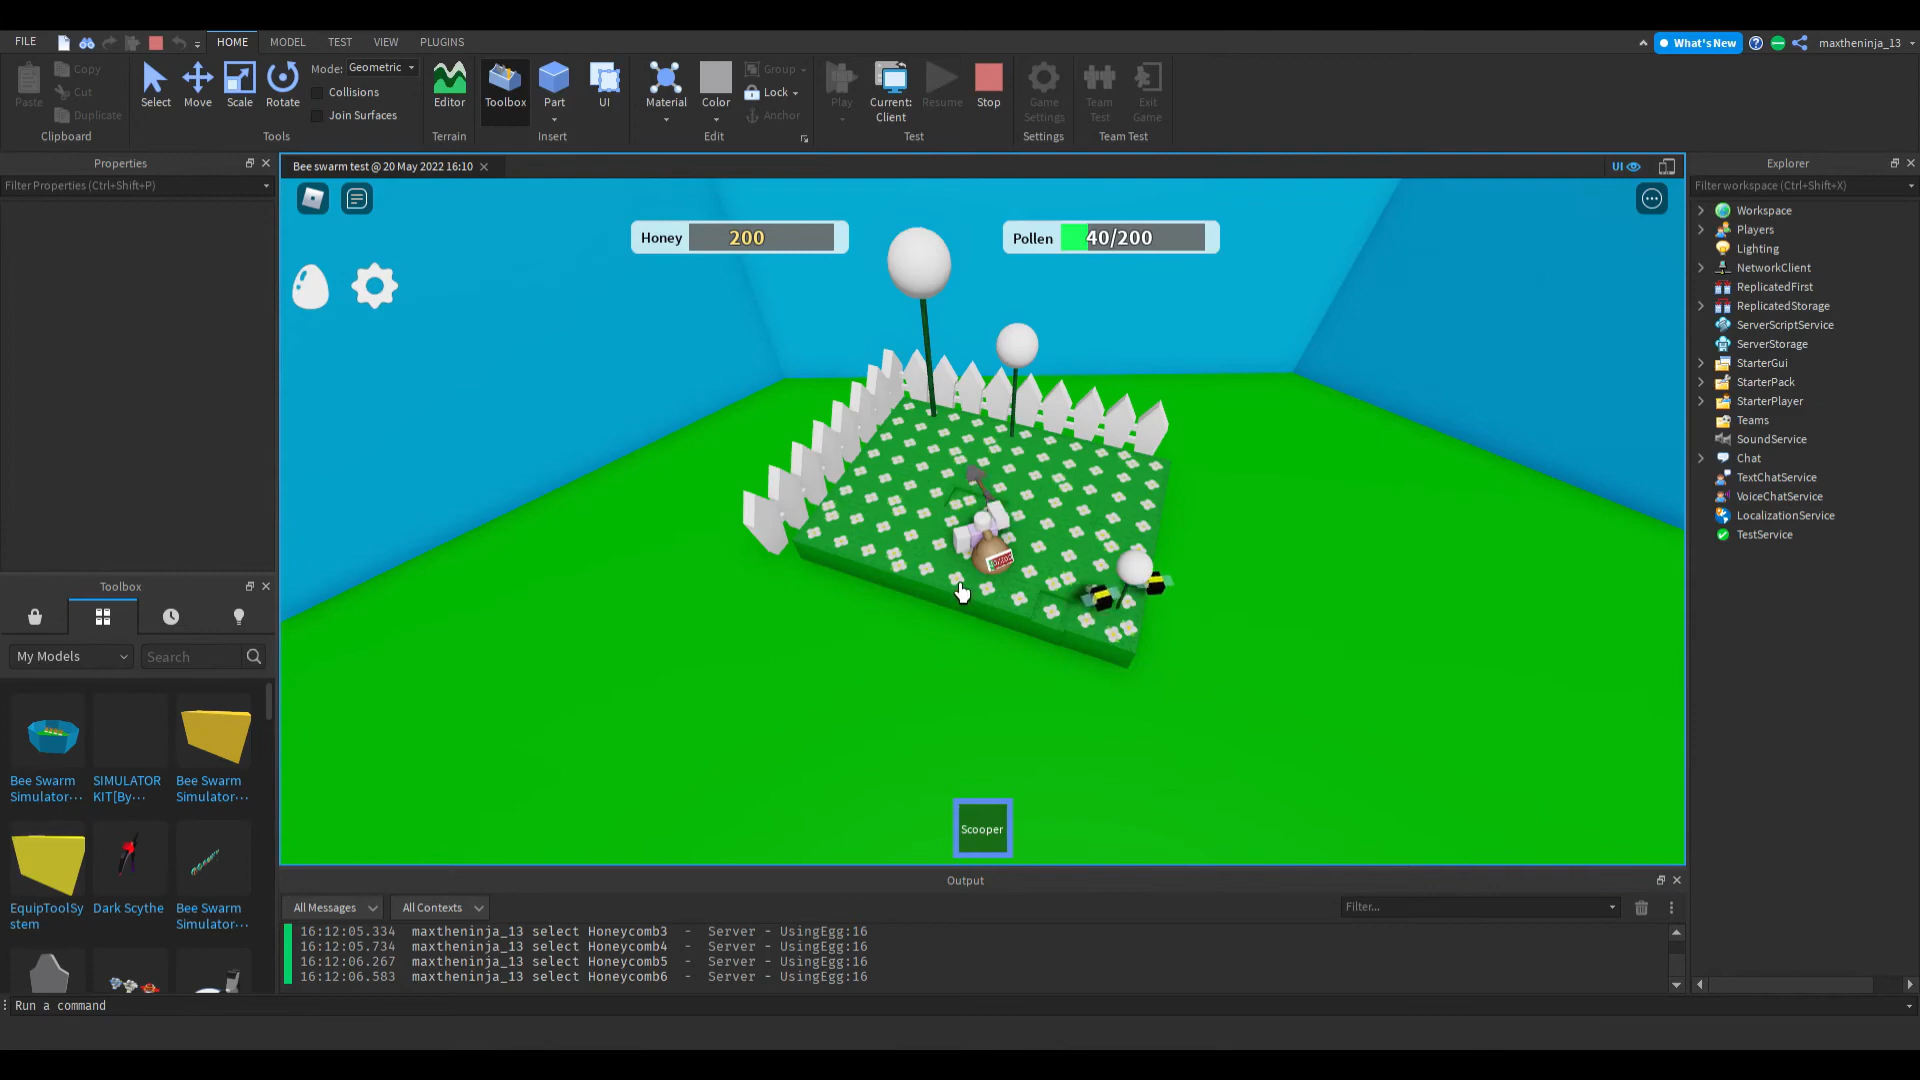 FILE
HOME
MODEL
TEST
VIEW
PLUGINS
What's New
maxtheninja_13
Paste
Copy
Cut
Duplicate
Clipboard
Select
Move
Scale
Rotate
Mode:
Geometric
Collisions
Join Surfaces
Tools
Editor
Terrain
Toolbox
Part
UI
Insert
Material
Color
Group
Lock
Anchor
Edit
Play
Current:
Client
Resume
Stop
Test
Game
Settings
Settings
Team
Test
Exit
Game
Team Test
Properties
Filter Properties (Ctrl+Shift+P)
Bee swarm test @ 20 May 2022 16:10
UI
Honey
200
Pollen
40/200
Scooper
Explorer
Filter workspace (Ctrl+Shift+X)
Workspace
Players
Lighting
NetworkClient
ReplicatedFirst
ReplicatedStorage
ServerScriptService
ServerStorage
StarterGui
StarterPack
StarterPlayer
Teams
SoundService
Chat
TextChatService
VoiceChatService
LocalizationService
TestService
Toolbox
My Models
Search
Bee Swarm
Simulator...
SIMULATOR
KIT[By...
Bee Swarm
Simulator...
EquipToolSy
stem
Dark Scythe
Bee Swarm
Simulator...
Output
All Messages
All Contexts
Filter...
16:12:05.334 maxtheninja_13 select Honeycomb3 - Server - UsingEgg:16
16:12:05.734 maxtheninja_13 select Honeycomb4 - Server - UsingEgg:16
16:12:06.267 maxtheninja_13 select Honeycomb5 - Server - UsingEgg:16
16:12:06.583 maxtheninja_13 select Honeycomb6 - Server - UsingEgg:16
Run a command